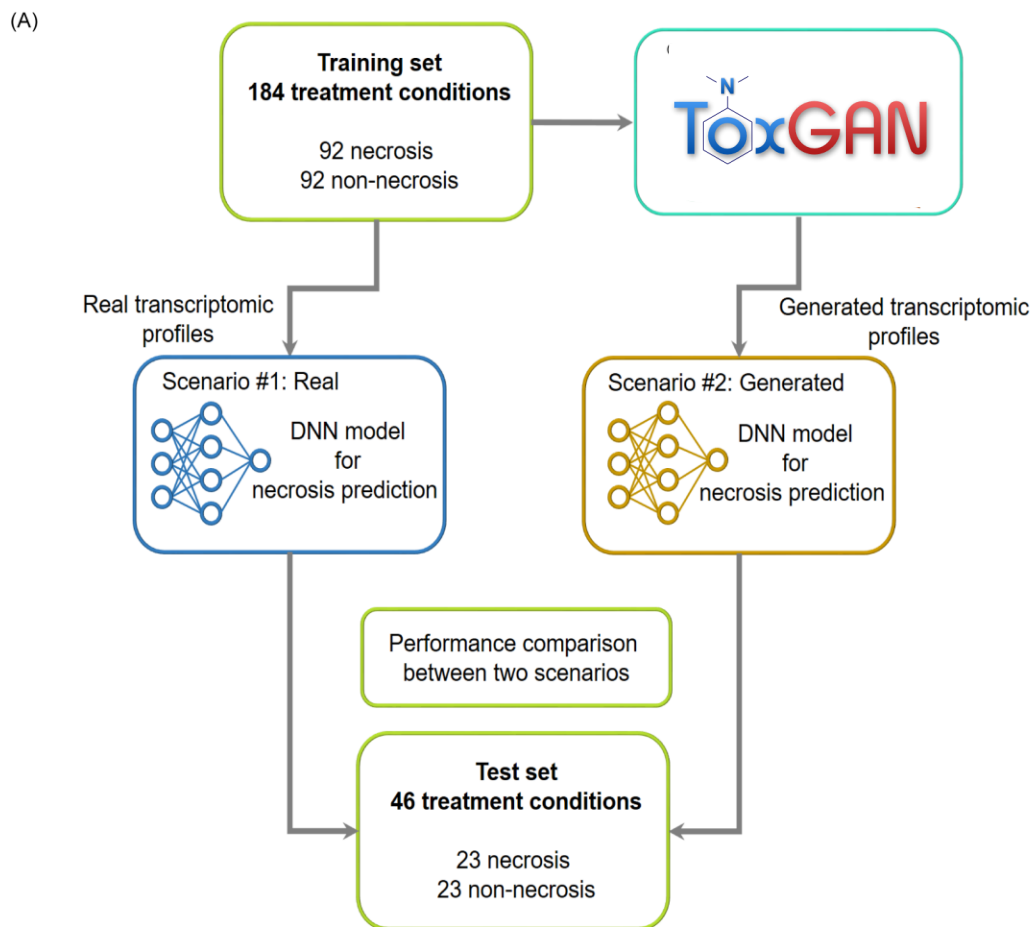 (A)
Training set
184 treatment conditions
92 necrosis
92 non-necrosis
N
ToxGAN
Real transcriptomic
profiles
Generated transcriptomic
profiles
Scenario #1: Real
DNN model
for
necrosis prediction
Scenario #2: Generated
DNN model
for
necrosis prediction
Performance comparison
between two scenarios
Test set
46 treatment conditions
23 necrosis
23 non-necrosis